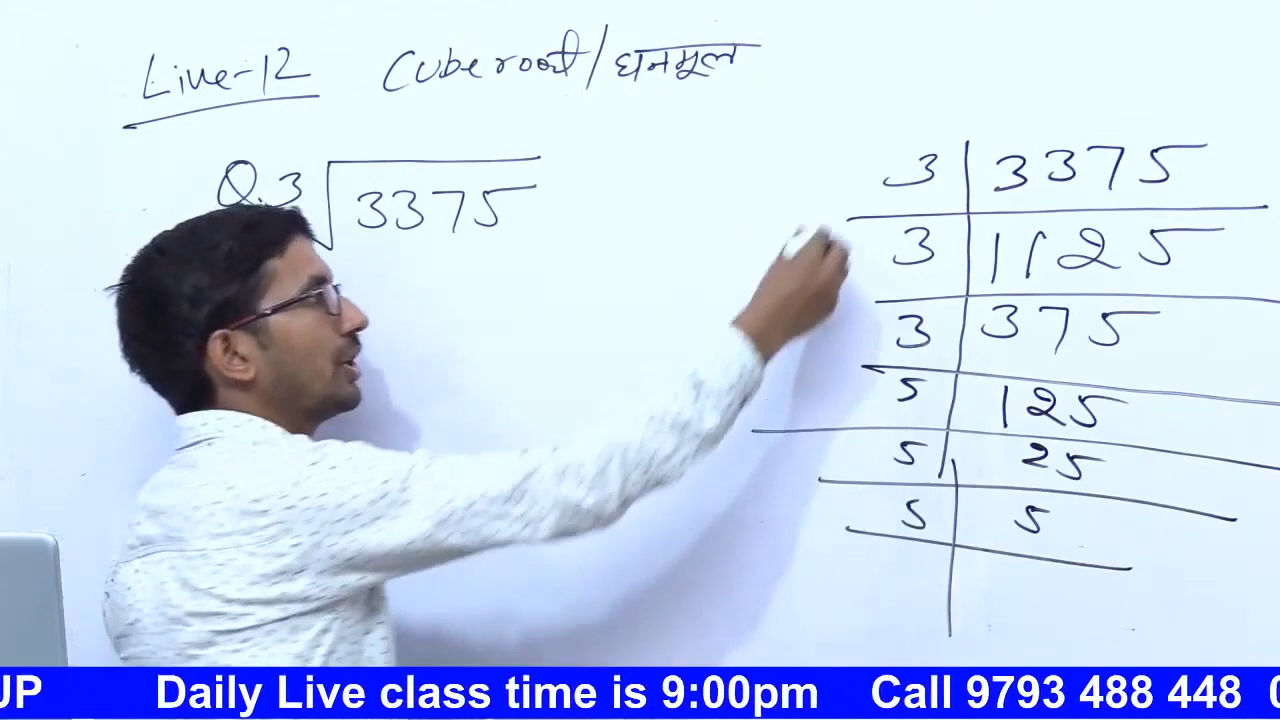 Live-12 Cube root/घनमूल
Q. 3√3375
3 | 3375
3 | 1125
3 | 375
5 | 125
5 | 25
5 | 5
UP Daily Live class time is 9:00pm Call 9793 488 448